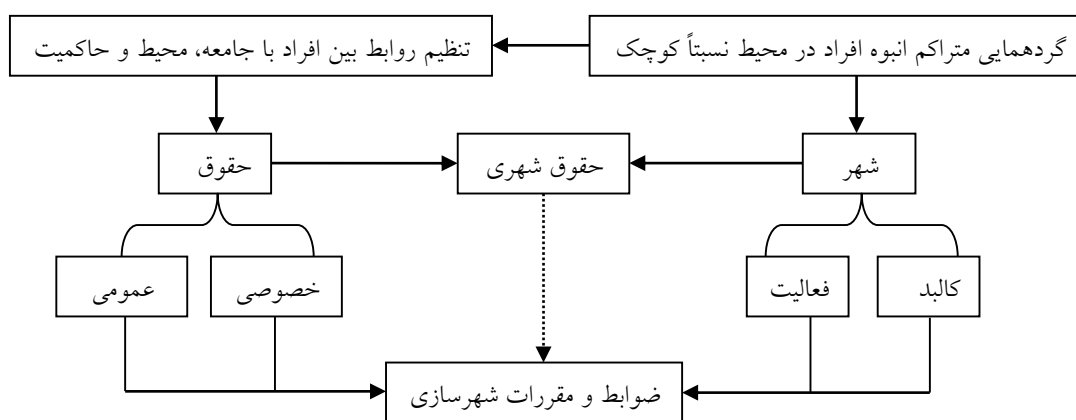 گردهمایی متراکم انبوه افراد در محیط نسبتاً کوچک
تنظیم روابط بین افراد با جامعه، محیط و حاکمیت
شهر
حقوق شهری
حقوق
کالبد
فعالیت
خصوصی
عمومی
ضوابط و مقررات شهرسازی